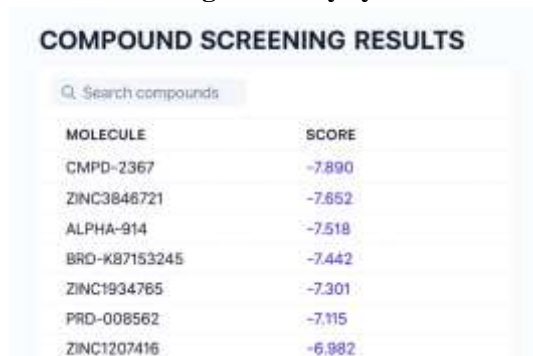 COMPOUND SCREENING RESULTS
Search compounds
MOLECULE SCORE
CMPD-2367 -7.890
ZINC3846721 -7.652
ALPHA-914 -7.518
BRD-K87153245 -7.442
ZINC1934765 -7.301
PRD-008562 -7.115
ZINC1207416 -6.982